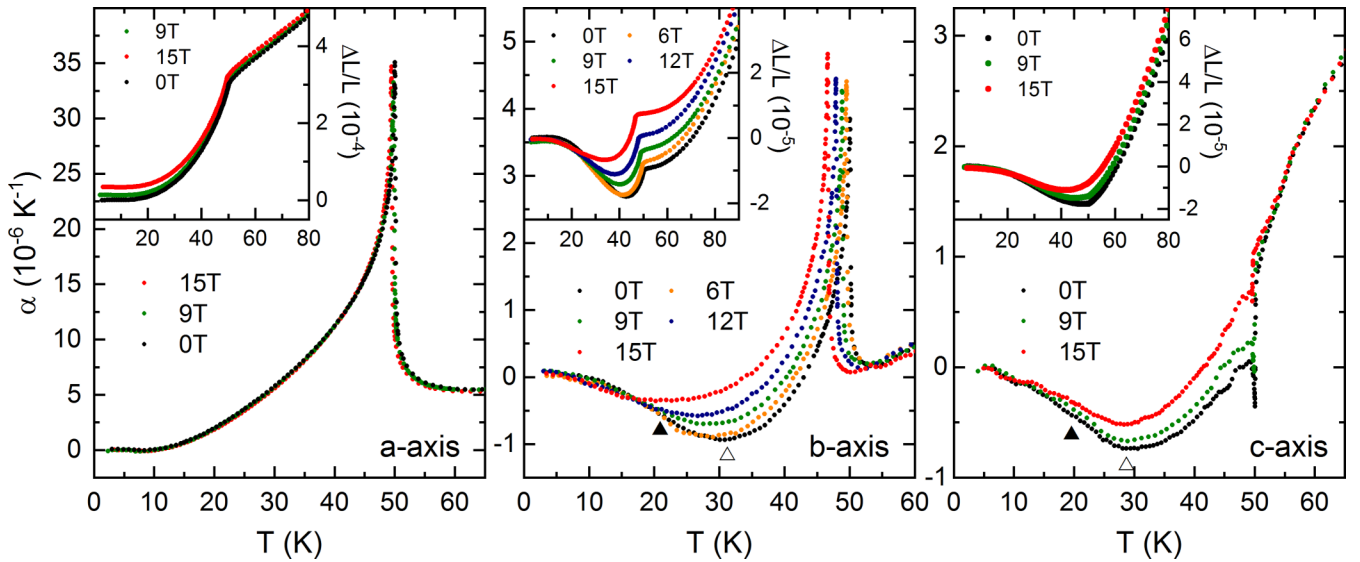 α (10⁻⁶ K⁻¹)
35
30
25
20
15
10
5
0
0 10 20 30 40 50 60
T (K)
a-axis
15T
9T
0T
9T
15T
0T
4
2
0
ΔL/L (10⁻⁴)
20 40 60 80
5
4
3
2
1
0
-1
0 10 20 30 40 50 60
T (K)
b-axis
0T 6T
9T 12T
15T
0T 6T
9T 12T
15T
2
0
-2
ΔL/L (10⁻⁵)
20 40 60 80
3
2
1
0
-1
0 10 20 30 40 50 60
T (K)
c-axis
0T
9T
15T
0T
9T
15T
6
4
2
0
-2
ΔL/L (10⁻⁵)
20 40 60 80